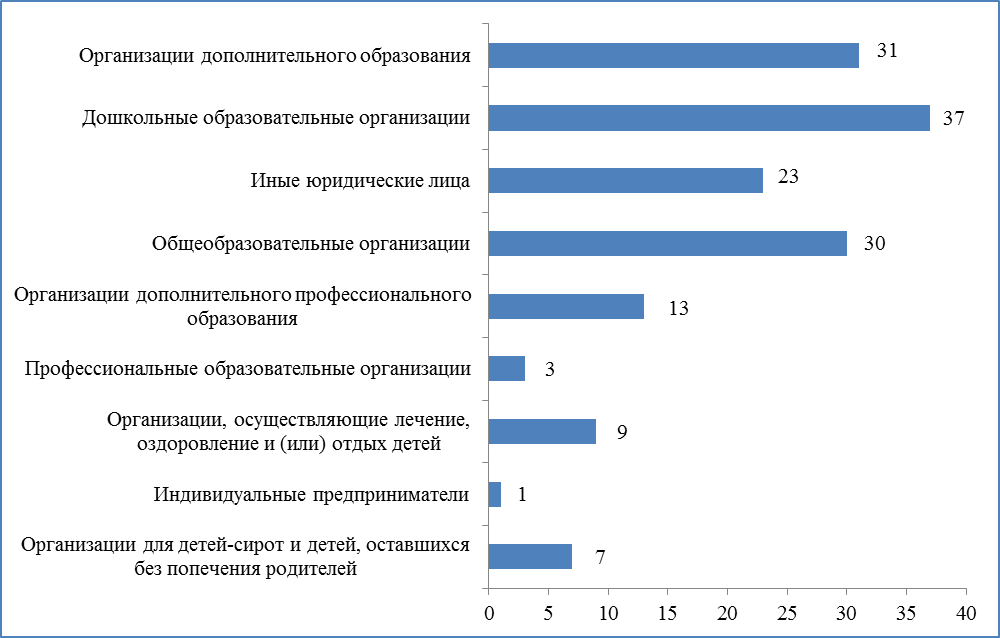 Организации дополнительного образования
31
Дошкольные образовательные организации
37
Иные юридические лица
23
Общеобразовательные организации
30
Организации дополнительного профессионального
образования
13
Профессиональные образовательные организации
3
Организации, осуществляющие лечение,
оздоровление и (или) отдых детей
9
Индивидуальные предприниматели
1
Организации для детей-сирот и детей, оставшихся
без попечения родителей
7
0 5 10 15 20 25 30 35 40